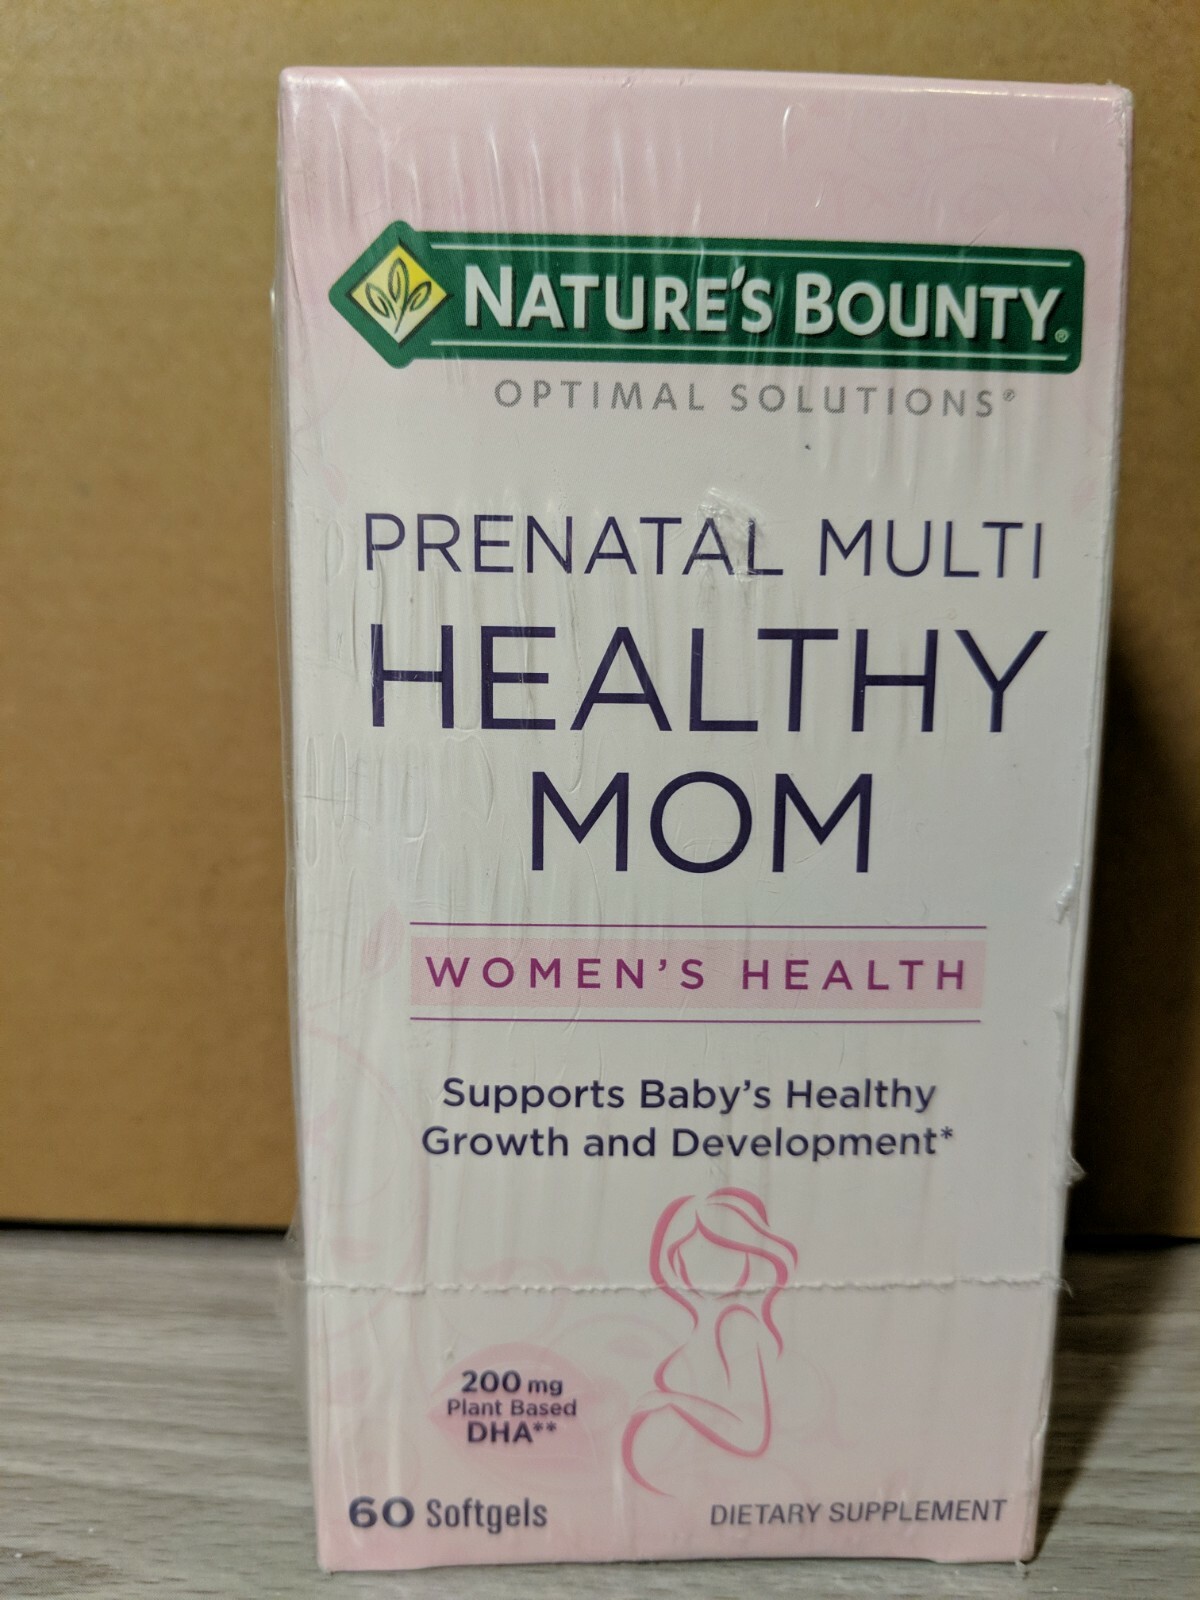 NATURE'S BOUNTY®
OPTIMAL SOLUTIONS®
PRENATAL MULTI
HEALTHY
MOM
WOMEN'S HEALTH
Supports Baby's Healthy
Growth and Development*
200 mg
Plant Based
DHA**
60 Softgels
DIETARY SUPPLEMENT